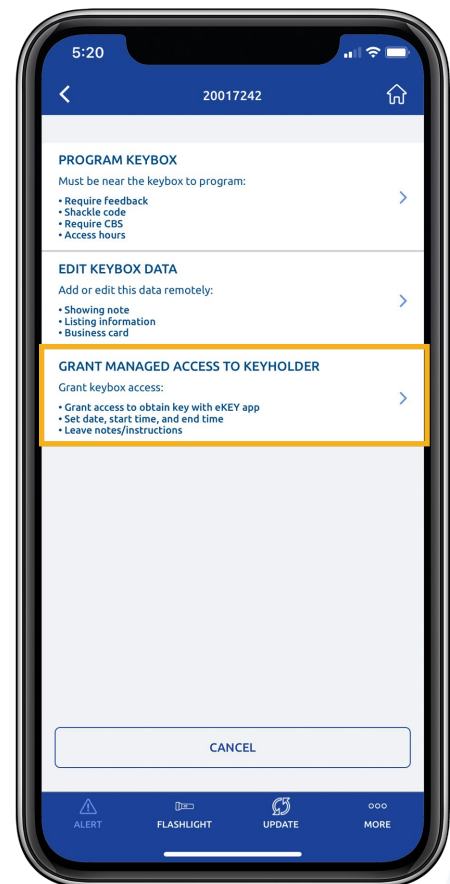 5:20
20017242
PROGRAM KEYBOX
Must be near the keybox to program:
• Require feedback
• Shackle code
• Require CBS
• Access hours
EDIT KEYBOX DATA
Add or edit this data remotely:
• Showing note
• Listing information
• Business card
GRANT MANAGED ACCESS TO KEYHOLDER
Grant keybox access:
• Grant access to obtain key with eKEY app
• Set date, start time, and end time
• Leave notes/instructions
CANCEL
ALERT FLASHLIGHT UPDATE MORE